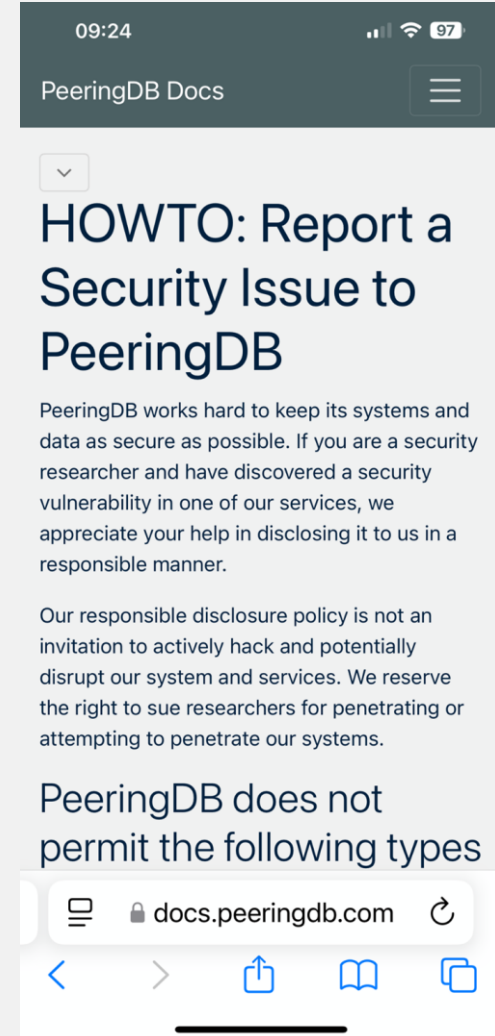 09:24
97
PeeringDB Docs
HOWTO: Report a
Security Issue to
PeeringDB
PeeringDB works hard to keep its systems and
data as secure as possible. If you are a security
researcher and have discovered a security
vulnerability in one of our services, we
appreciate your help in disclosing it to us in a
responsible manner.
Our responsible disclosure policy is not an
invitation to actively hack and potentially
disrupt our system and services. We reserve
the right to sue researchers for penetrating or
attempting to penetrate our systems.
PeeringDB does not
permit the following types
docs.peeringdb.com